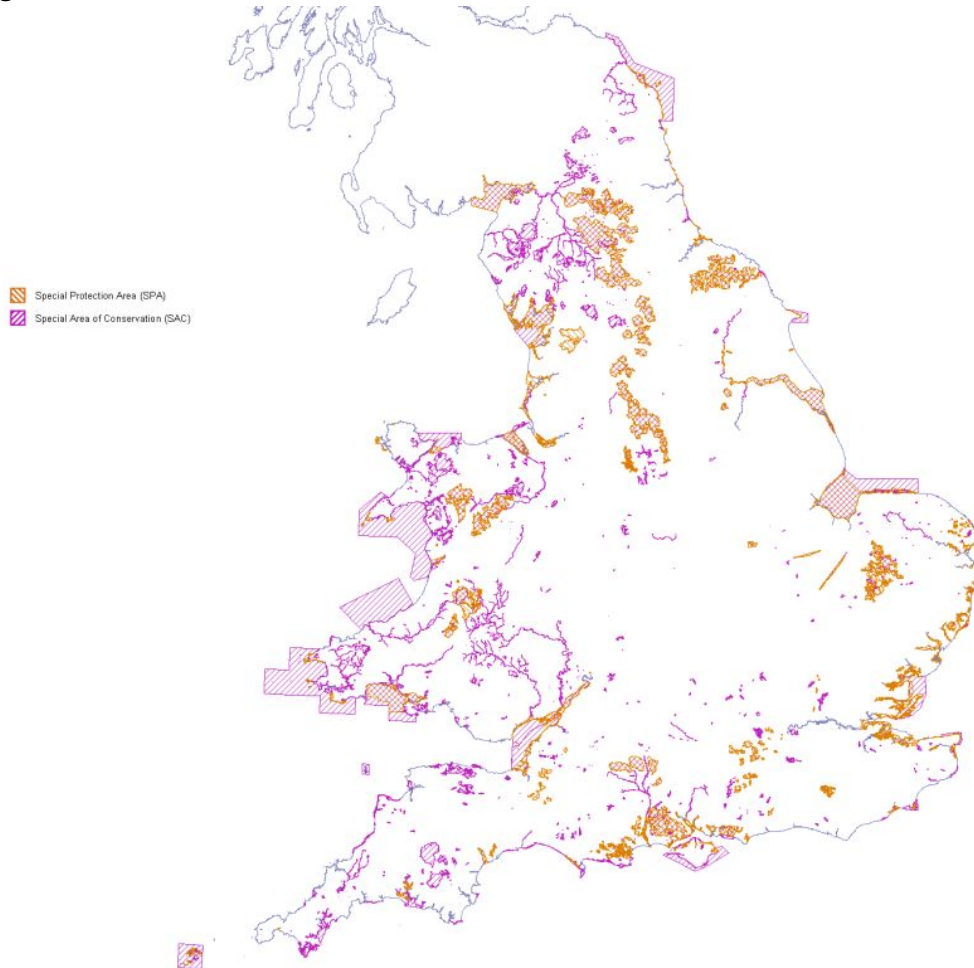 Special Protection Area (SPA)
Special Area of Conservation (SAC)